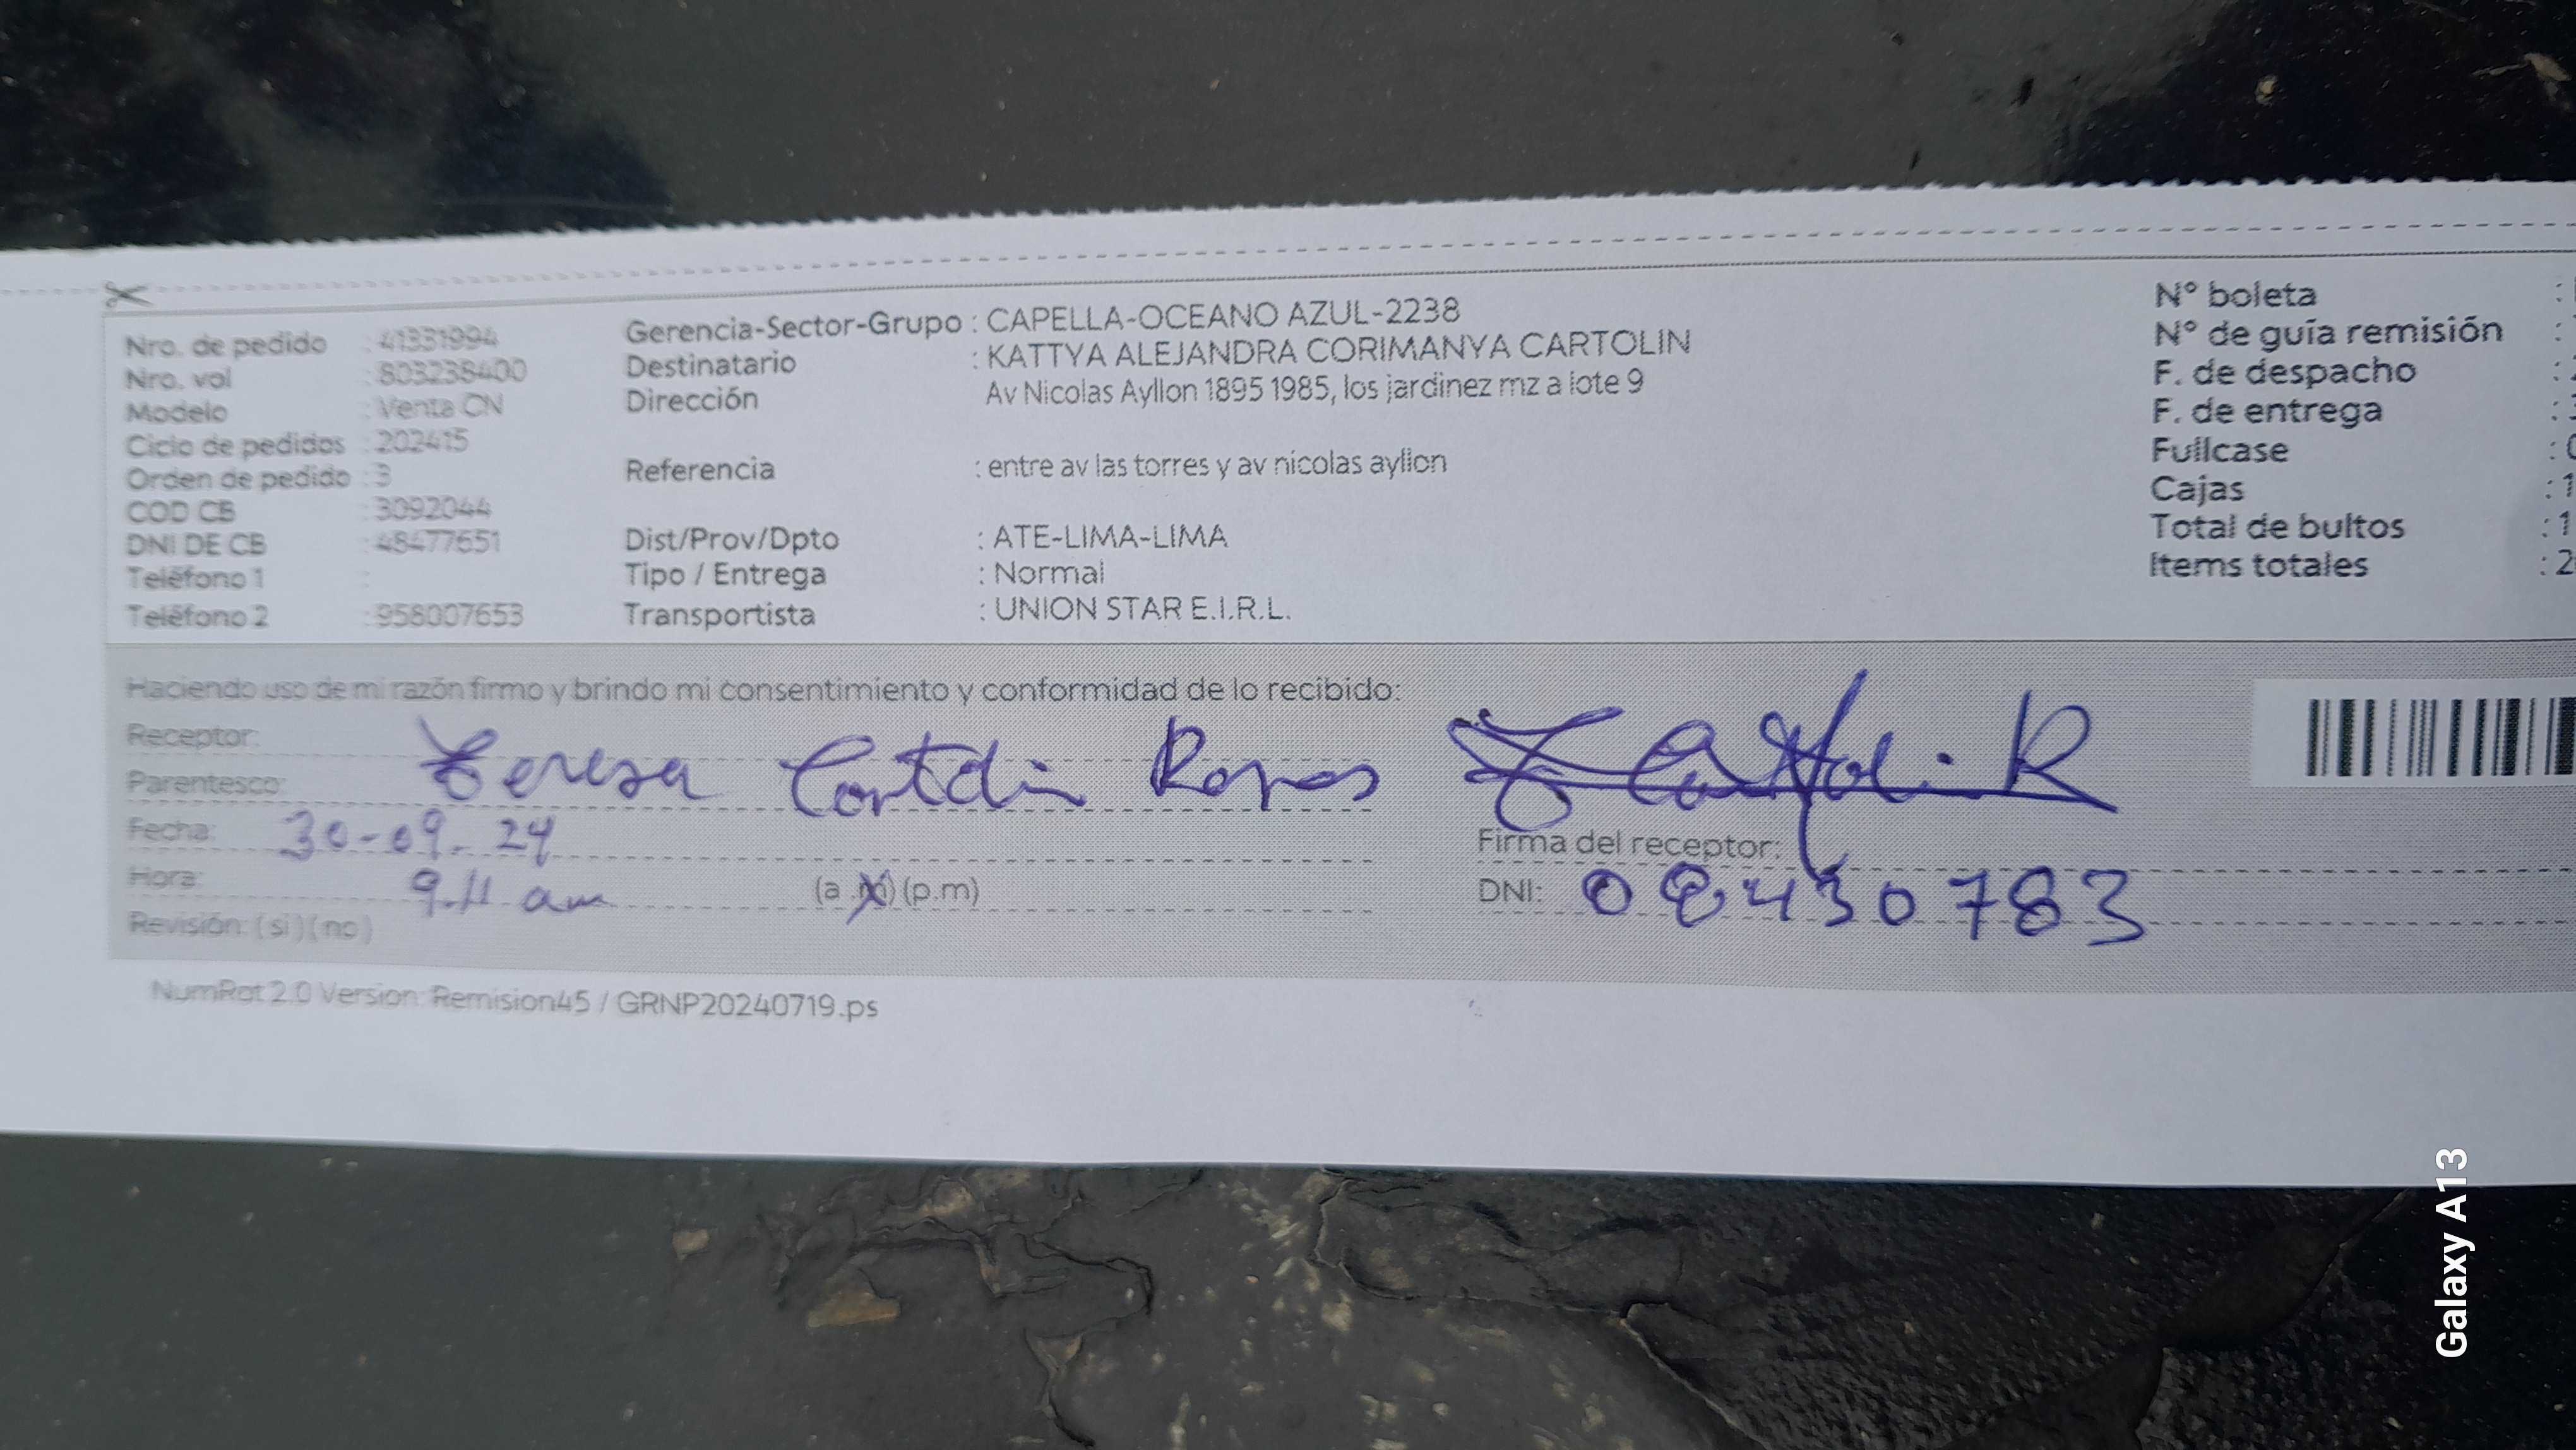 Nro. de pedido : 41331994
Nro. vol : 803238400
Modelo : Venta CN
Ciclo de pedidos : 202415
Orden de pedido : 3
COD CB : 3092044
DNI DE CB : 48477651
Teléfono 1 :
Teléfono 2 : 958007653
Gerencia-Sector-Grupo : CAPELLA-OCEANO AZUL-2238
Destinatario : KATTYA ALEJANDRA CORIMANYA CARTOLIN
Dirección Av Nicolas Ayllon 1895 1985, los jardinez mz a lote 9
Referencia : entre av las torres y av nicolas ayllon
Dist/Prov/Dpto : ATE-LIMA-LIMA
Tipo / Entrega : Normal
Transportista : UNION STAR E.I.R.L.
N° boleta :
N° de guía remisión :
F. de despacho :
F. de entrega :
Fullcase :
Cajas : 1
Total de bultos : 1
Items totales : 2
Haciendo uso de mi razón firmo y brindo mi consentimiento y conformidad de lo recibido:
Receptor:
Parentesco: Teresa
Fecha: 30-09-24
Hora: 9.11 am (a.m) (p.m)
Revisión: (si) (no)
Firma del receptor:
DNI: 08430783
NumRot 2.0 Version: Remision45 / GRNP20240719.ps
Galaxy A13